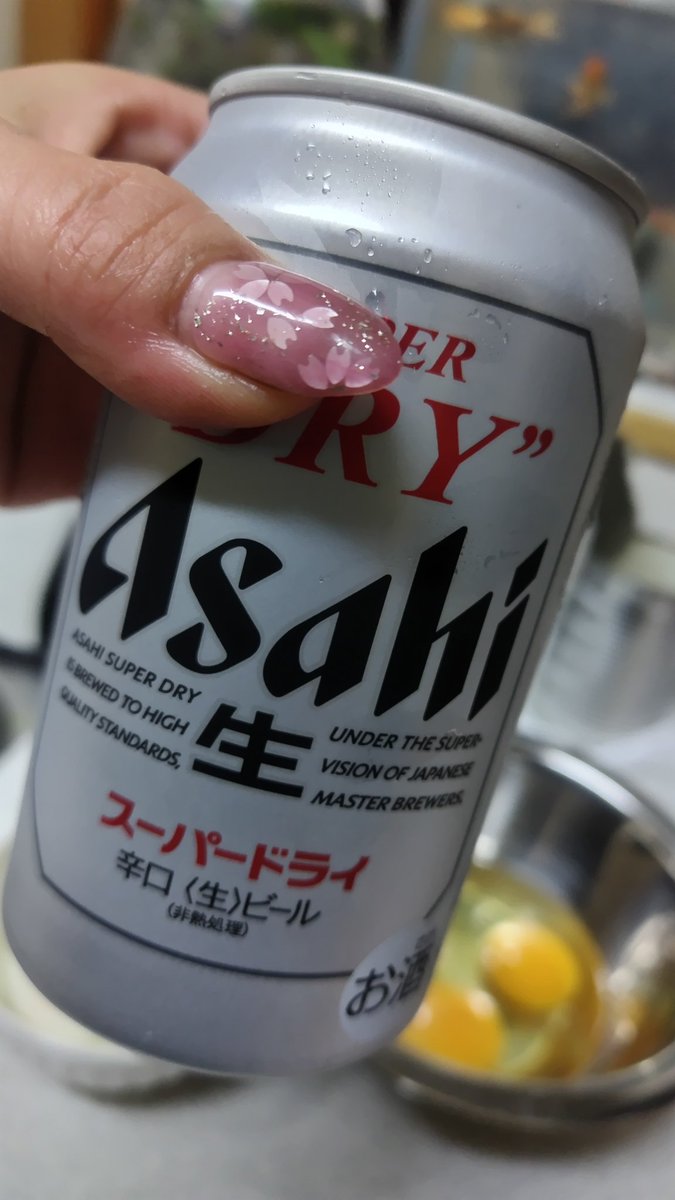 DRY”
Asahi
ASAHI SUPER DRY
IS BREWED TO HIGH
QUALITY STANDARDS,
生
UNDER THE SUPER-
VISION OF JAPANESE
MASTER BREWERS.
スーパードライ
辛口〈生〉ビール
(非熱処理)
お酒